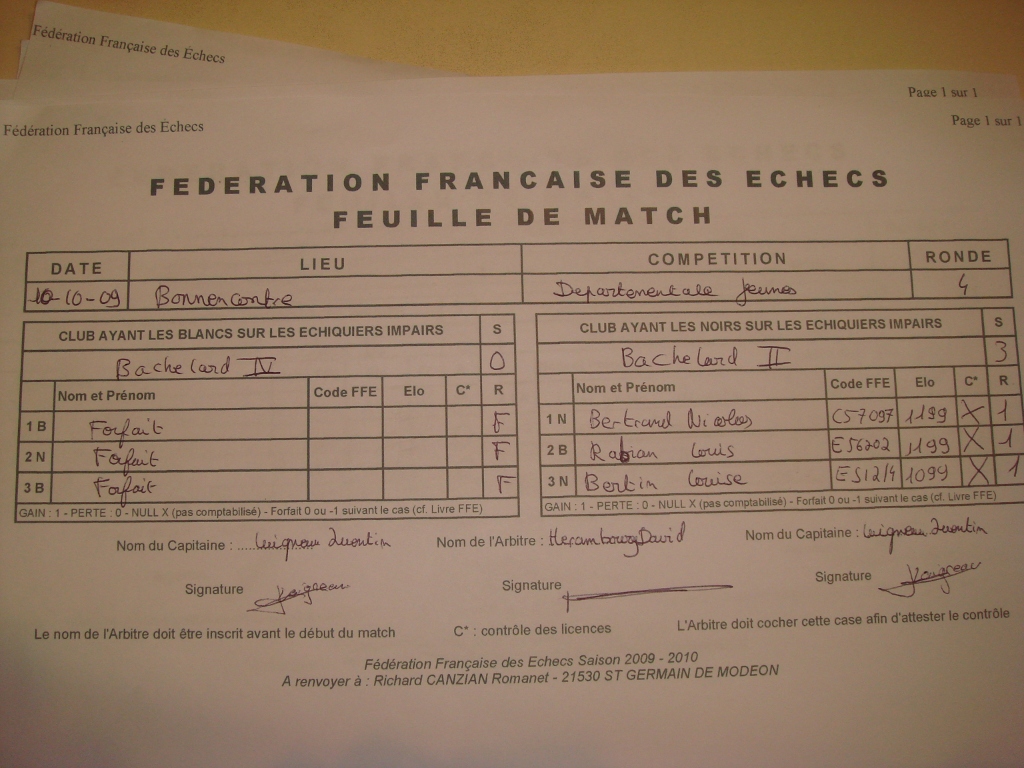 Fédération Française des Échecs
Page 1 sur 1
Fédération Française des Échecs
Page 1 sur 1
FEDERATION FRANCAISE DES ECHECS
FEUILLE DE MATCH
DATE LIEU COMPETITION RONDE
10-10-09 Bonnencontre Departementale Jeunes 4
CLUB AYANT LES BLANCS SUR LES ECHIQUIERS IMPAIRS S
Bachelard IV 0
Nom et Prénom Code FFE Elo C* R
1 B Forfait F
2 N Forfait F
3 B Forfait F
GAIN : 1 - PERTE : 0 - NULL X (pas comptabilisé) - Forfait 0 ou -1 suivant le cas (cf. Livre FFE)
CLUB AYANT LES NOIRS SUR LES ECHIQUIERS IMPAIRS S
Bachelard II 3
Nom et Prénom Code FFE Elo C* R
1 N Bertrand Nicolas C57097 1199 X 1
2 B Rabian Louis E56202 1199 X 1
3 N Bertin Louise 1099 X 1
GAIN : 1 - PERTE : 0 - NULL X (pas comptabilisé) - Forfait 0 ou -1 suivant le cas (cf. Livre FFE)
Nom du Capitaine : ..... Quentin Nom de l'Arbitre : Herambourg David Nom du Capitaine : Quentin
Signature Signature Signature
Le nom de l'Arbitre doit être inscrit avant le début du match C* : contrôle des licences L'Arbitre doit cocher cette case afin d'attester le contrôle
Fédération Française des Echecs Saison 2009 - 2010
A renvoyer à : Richard CANZIAN Romanet - 21530 ST GERMAIN DE MODEON